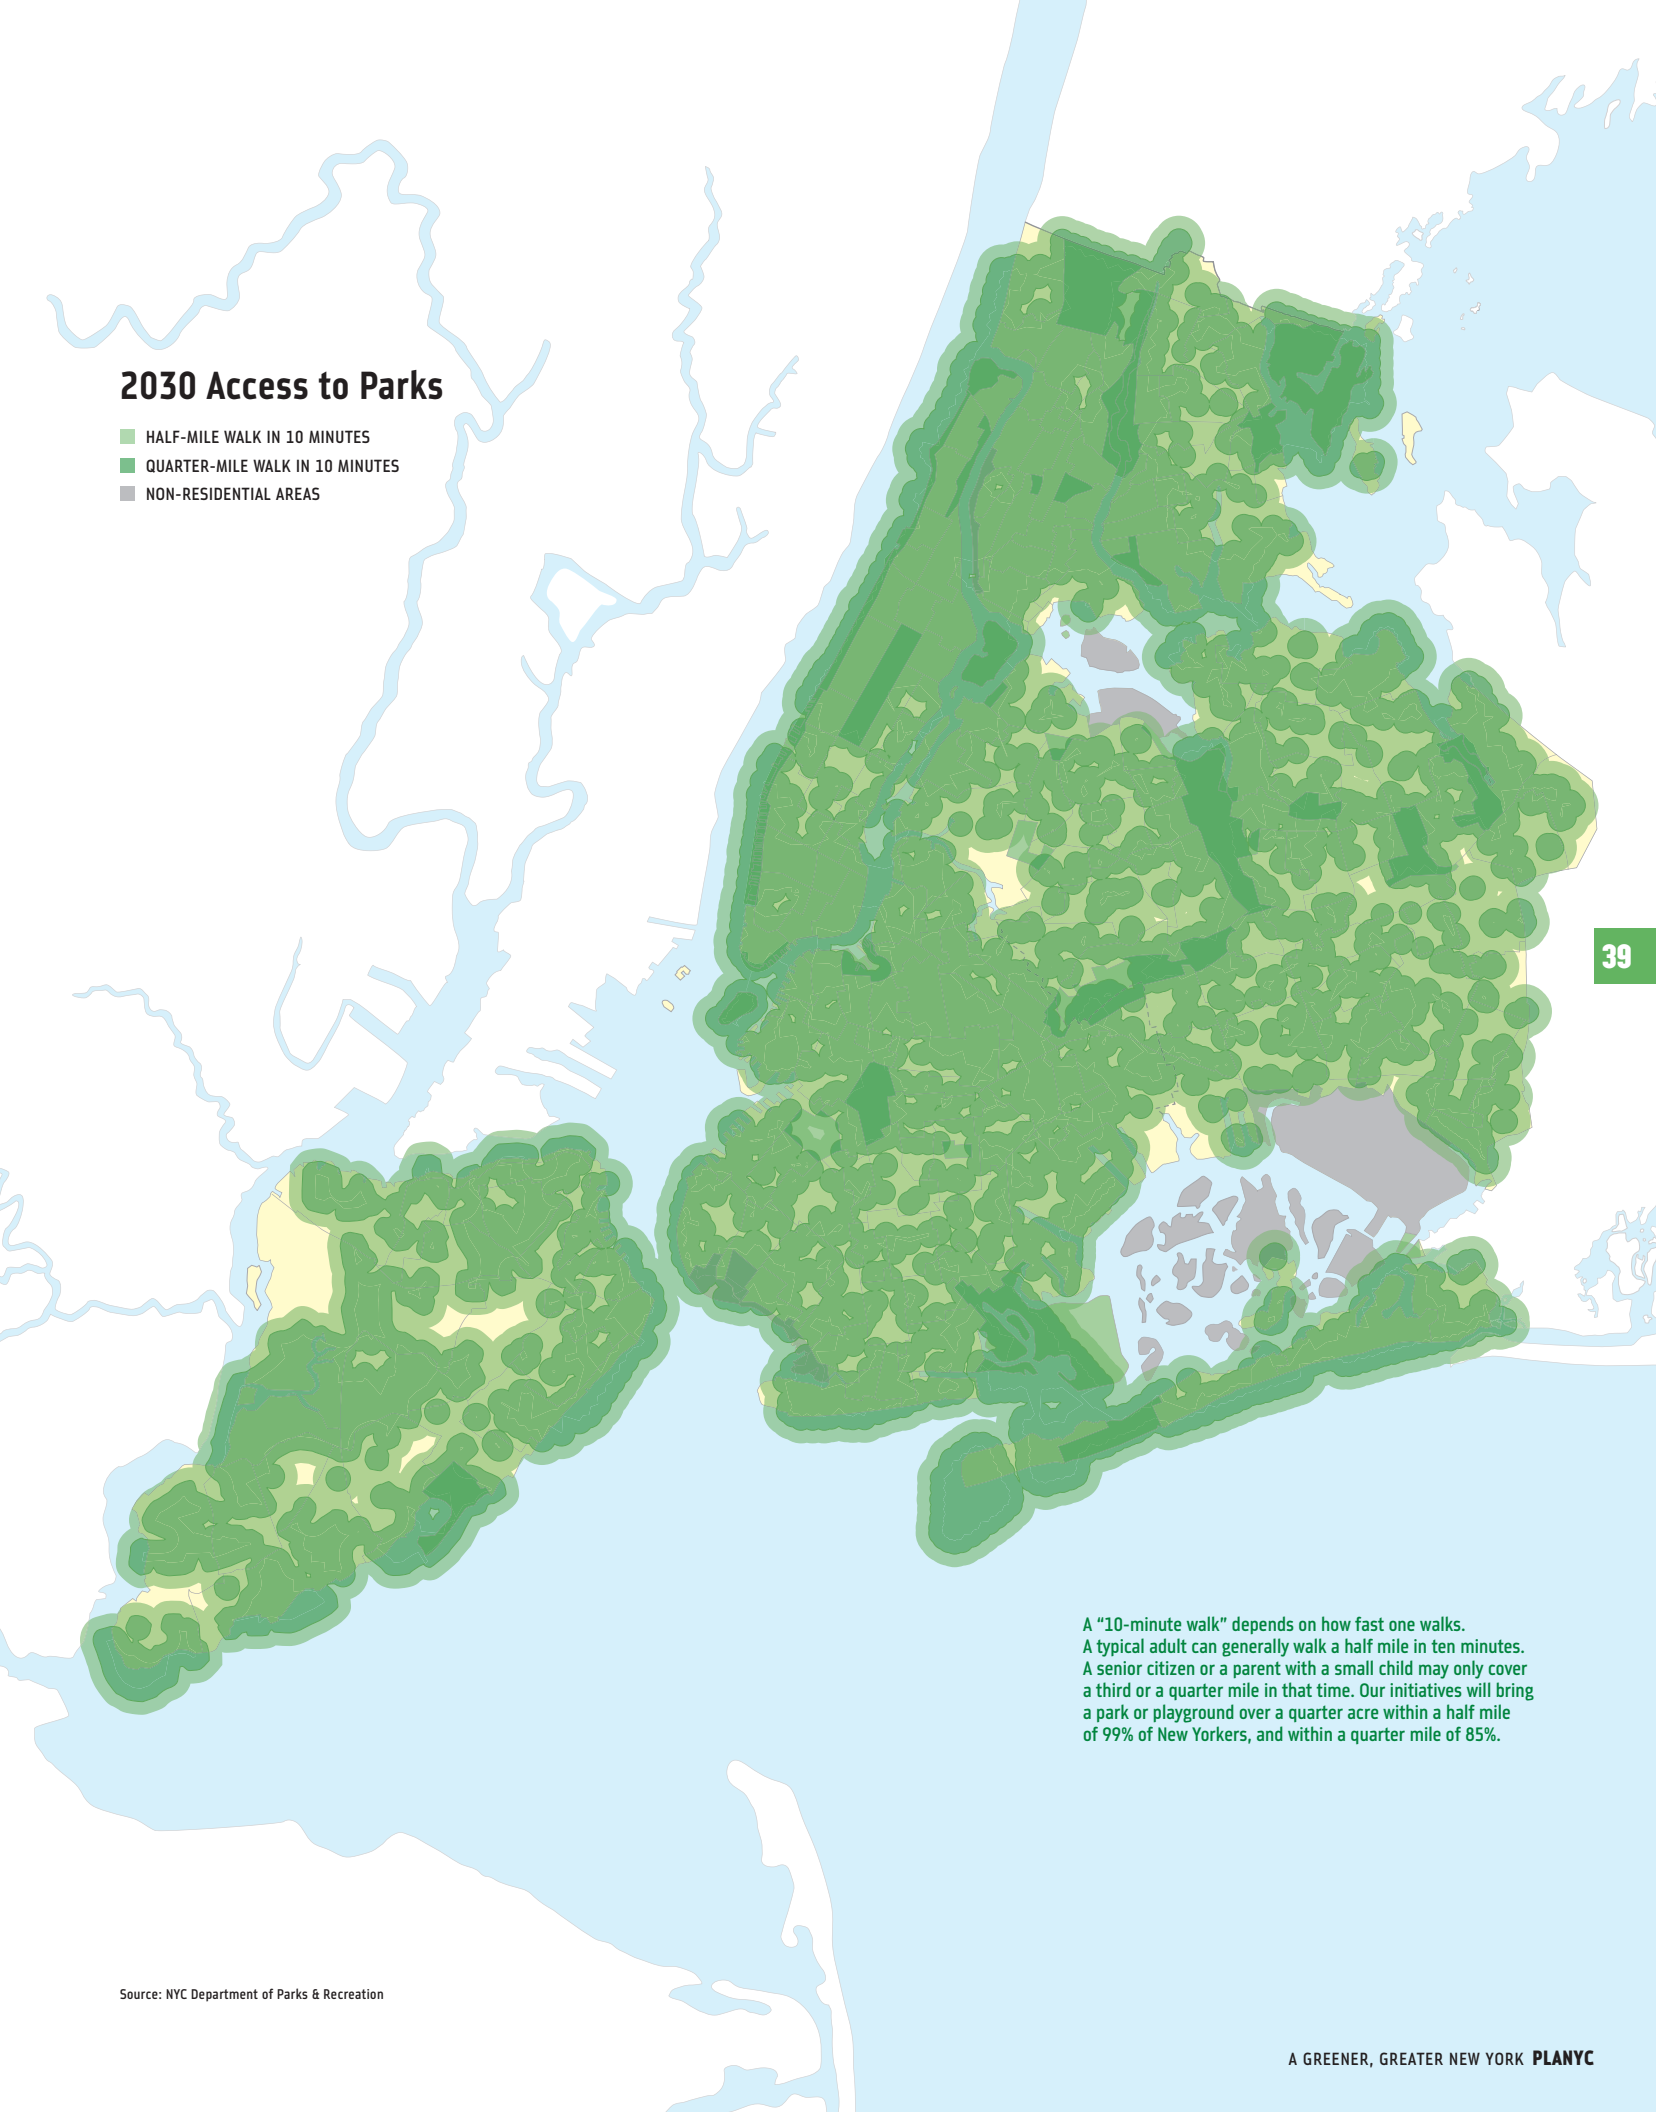 2030 Access to Parks
HALF-MILE WALK IN 10 MINUTES
QUARTER-MILE WALK IN 10 MINUTES
NON-RESIDENTIAL AREAS
39
A “10-minute walk” depends on how fast one walks.
A typical adult can generally walk a half mile in ten minutes.
A senior citizen or a parent with a small child may only cover
a third or a quarter mile in that time. Our initiatives will bring
a park or playground over a quarter acre within a half mile
of 99% of New Yorkers, and within a quarter mile of 85%.
Source: NYC Department of Parks & Recreation
A GREENER, GREATER NEW YORK PLANYC